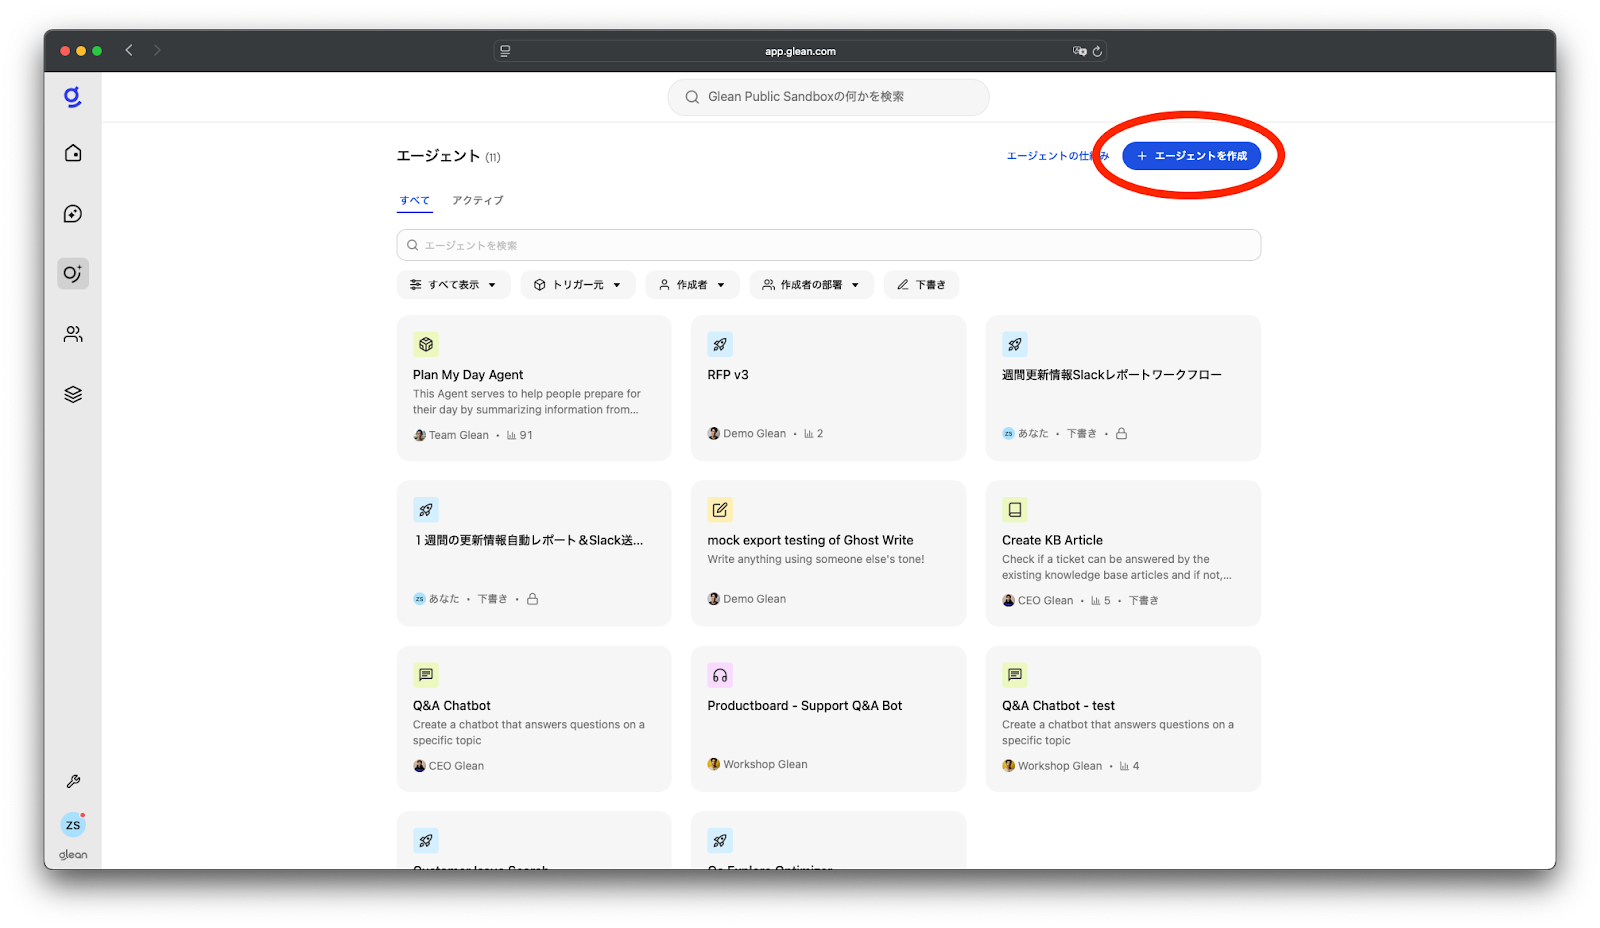 app.glean.com
Glean Public Sandboxの何かを検索
エージェント (11)
エージェントの仕組み
+ エージェントを作成
すべて
アクティブ
エージェントを検索
すべて表示
トリガー元
作成者
作成者の部署
下書き
Plan My Day Agent
This Agent serves to help people prepare for
their day by summarizing information from...
Team Glean • 91
RFP v3
Demo Glean • 2
週間更新情報Slackレポートワークフロー
ZS あなた • 下書き •
１週間の更新情報自動レポート＆Slack送...
ZS あなた • 下書き •
mock export testing of Ghost Write
Write anything using someone else's tone!
Demo Glean
Create KB Article
Check if a ticket can be answered by the
existing knowledge base articles and if not,...
CEO Glean • 5 • 下書き
Q&A Chatbot
Create a chatbot that answers questions on a
specific topic
CEO Glean
Productboard - Support Q&A Bot
Workshop Glean
Q&A Chatbot - test
Create a chatbot that answers questions on a
specific topic
Workshop Glean • 4
Customer Issue Search
Go Explore Optimizer
ZS
glean